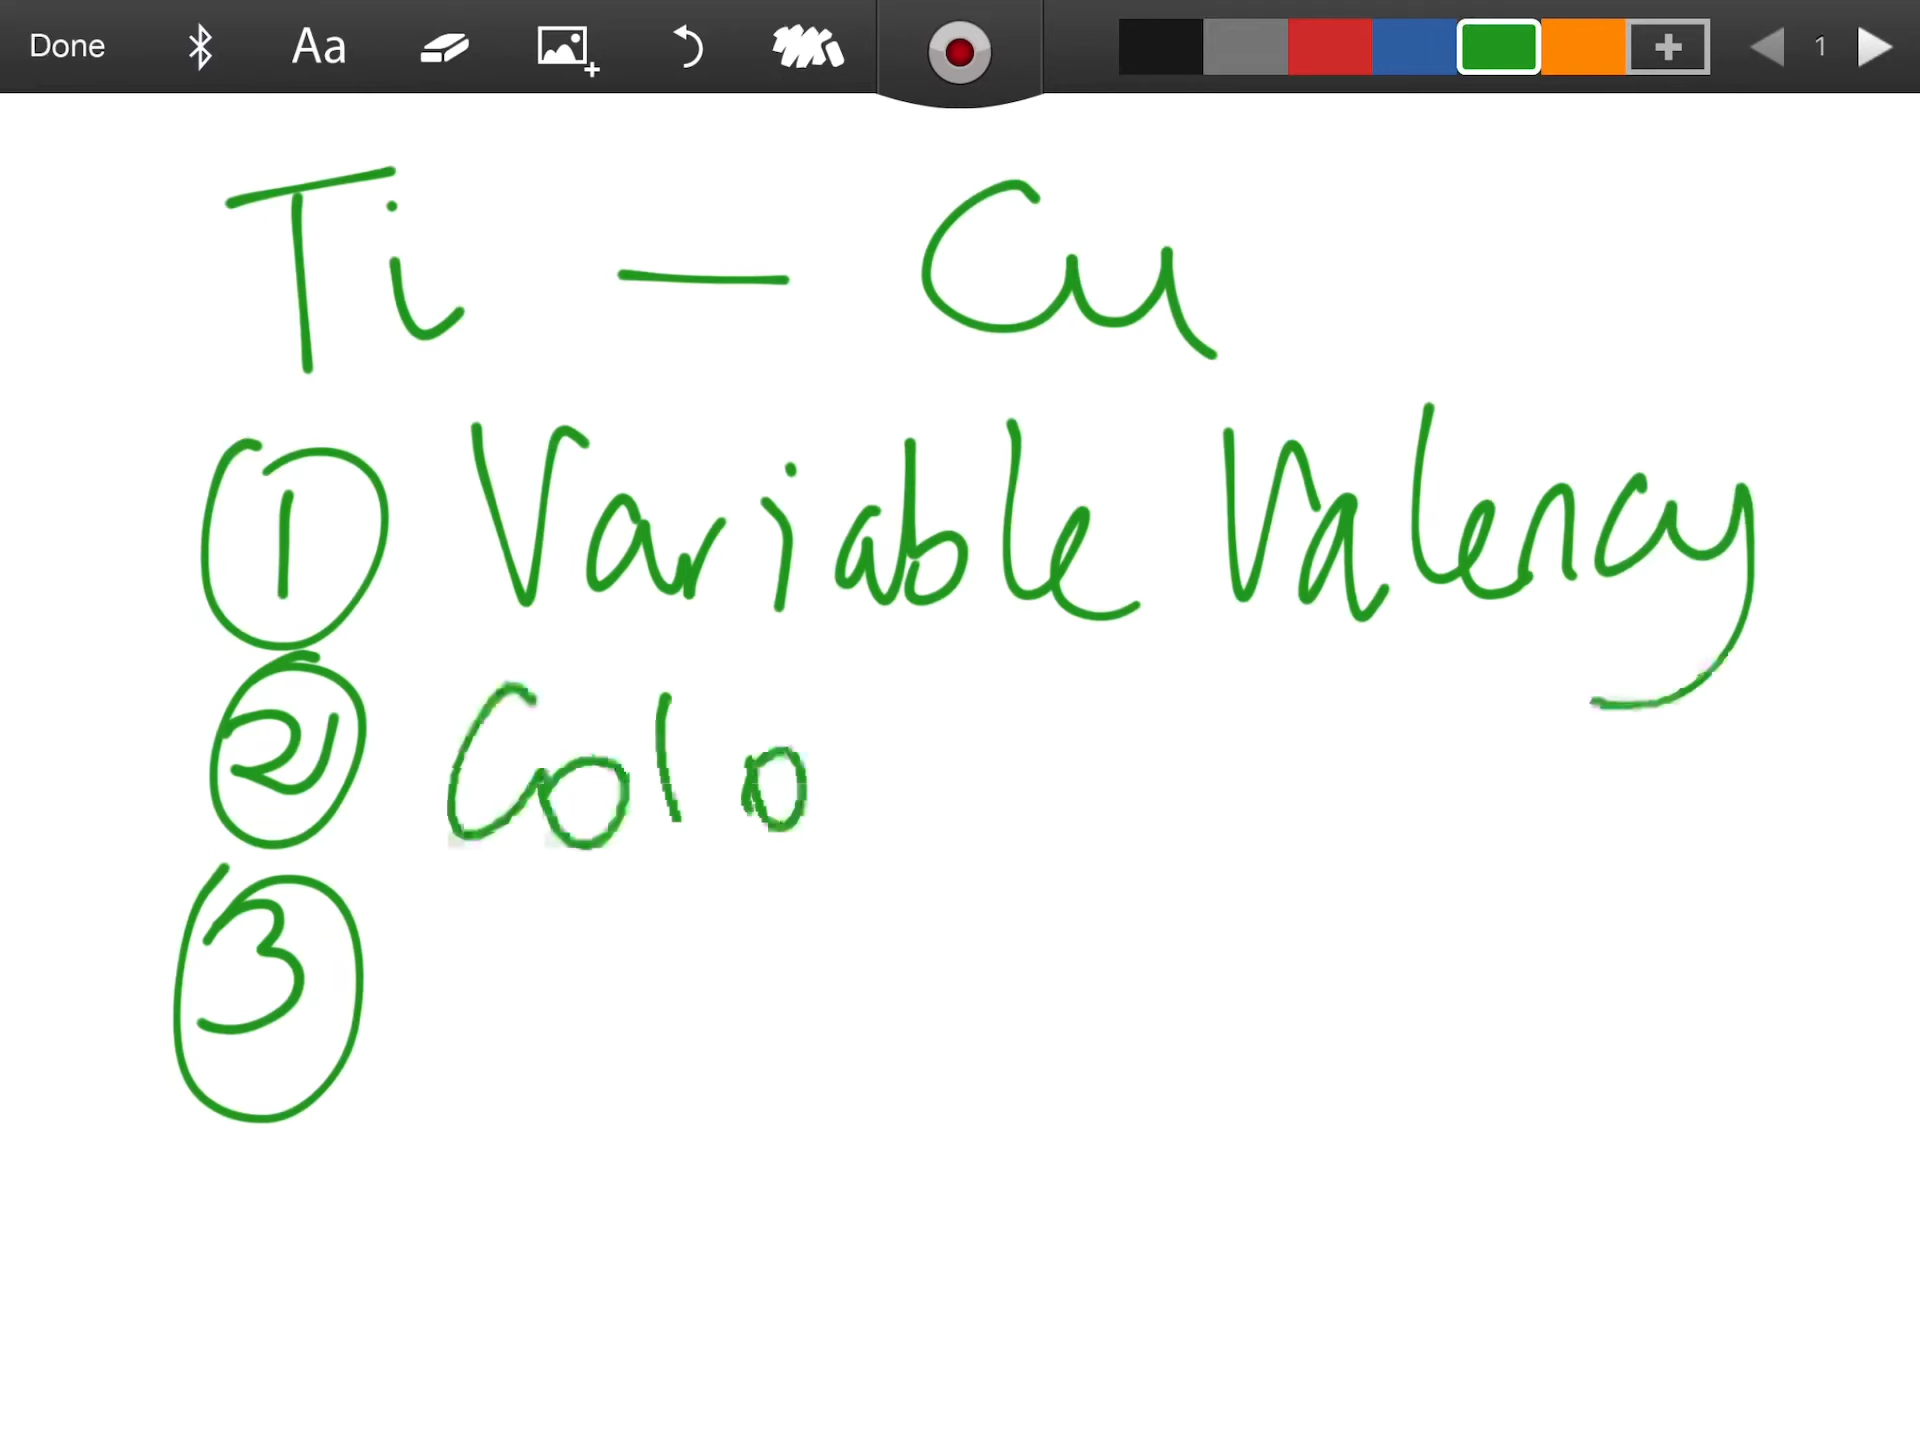 Done Aa 1
Ti — Cu
① Variable Valency
② Colo
③